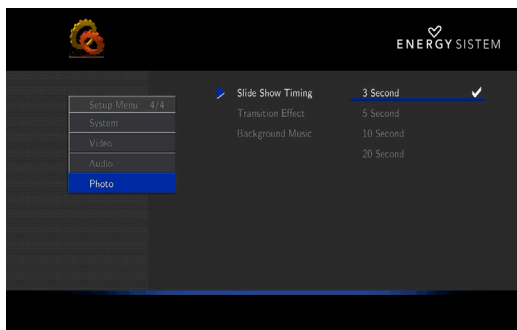 ENERGY SISTEM
Setup Menu 4/4
System
Video
Audio
Photo
Slide Show Timing
Transition Effect
Background Music
3 Second
5 Second
10 Second
20 Second